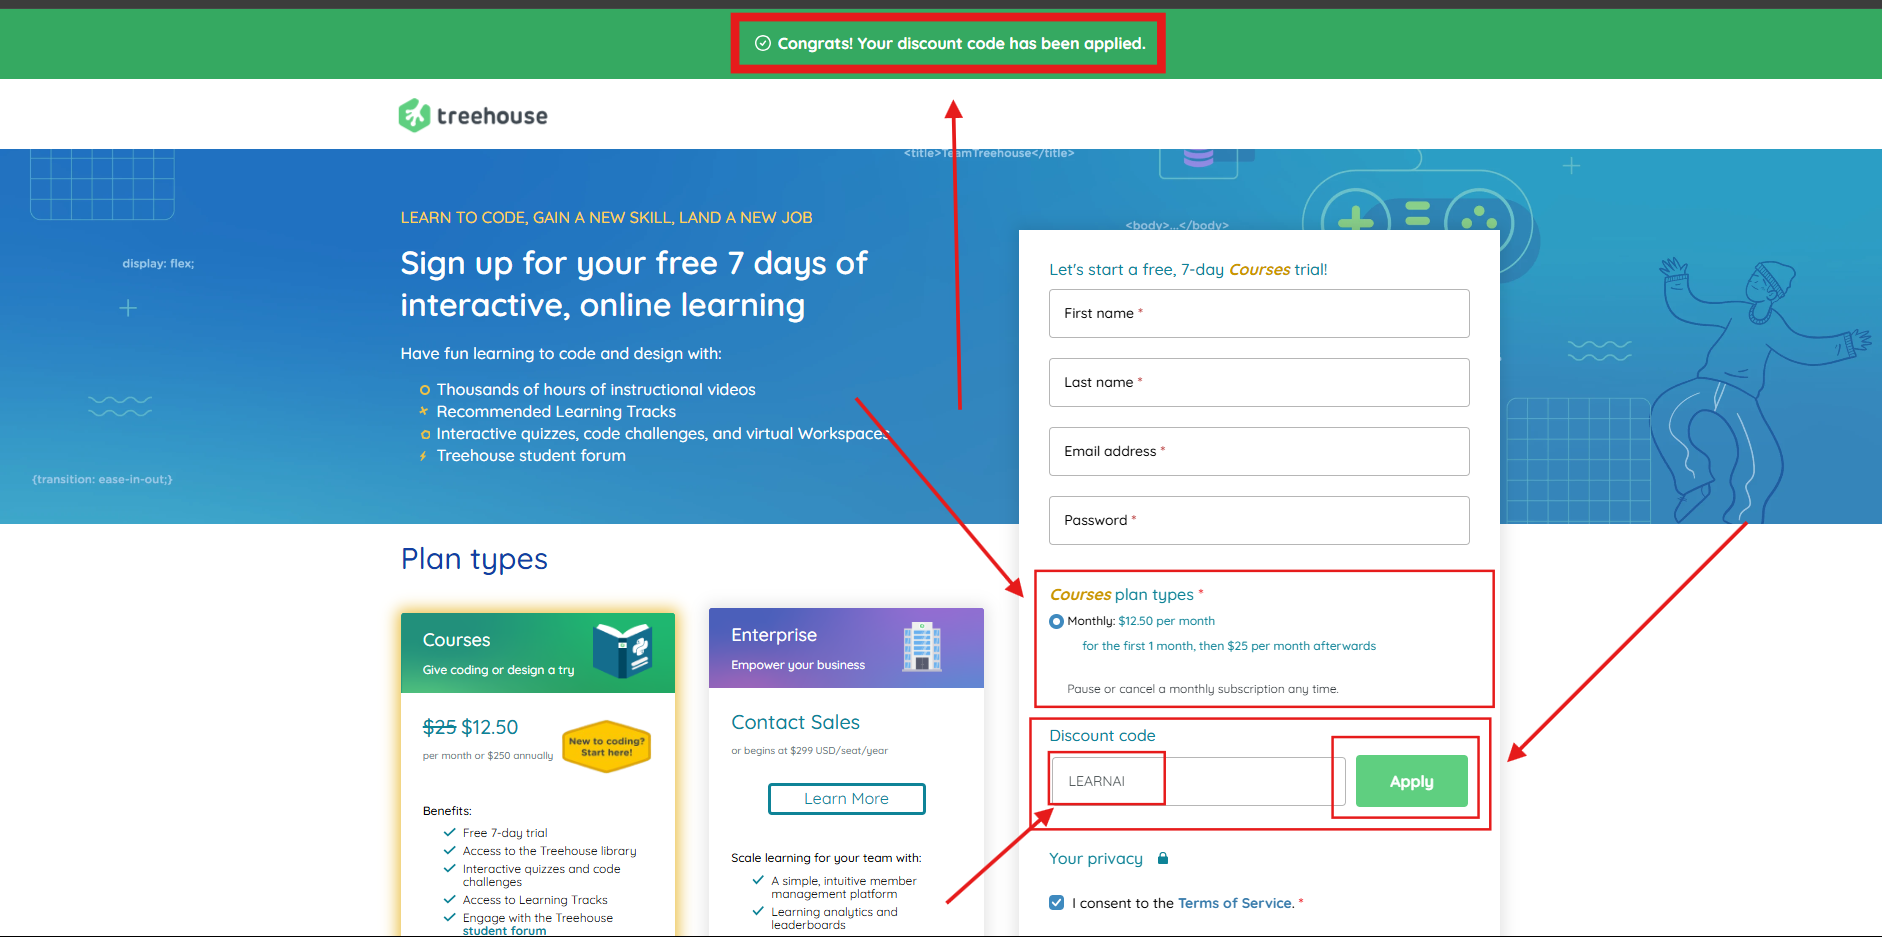 Congrats! Your discount code has been applied.
treehouse
<title>TeamTreehouse</title>
<body>...</body>
display: flex;
{transition: ease-in-out;}
LEARN TO CODE, GAIN A NEW SKILL, LAND A NEW JOB
Sign up for your free 7 days of
interactive, online learning
Have fun learning to code and design with:
Thousands of hours of instructional videos
Recommended Learning Tracks
Interactive quizzes, code challenges, and virtual Workspaces
Treehouse student forum
Let's start a free, 7-day Courses trial!
First name *
Last name *
Email address *
Password *
Courses plan types *
Monthly: $12.50 per month
for the first 1 month, then $25 per month afterwards
Pause or cancel a monthly subscription any time.
Discount code
LEARNAI
Apply
Your privacy
I consent to the Terms of Service. *
Plan types
Courses
Give coding or design a try
$25 $12.50
per month or $250 annually
New to coding?
Start here!
Benefits:
Free 7-day trial
Access to the Treehouse library
Interactive quizzes and code
challenges
Access to Learning Tracks
Engage with the Treehouse
student forum
Enterprise
Empower your business
Contact Sales
or begins at $299 USD/seat/year
Learn More
Scale learning for your team with:
A simple, intuitive member
management platform
Learning analytics and
leaderboards